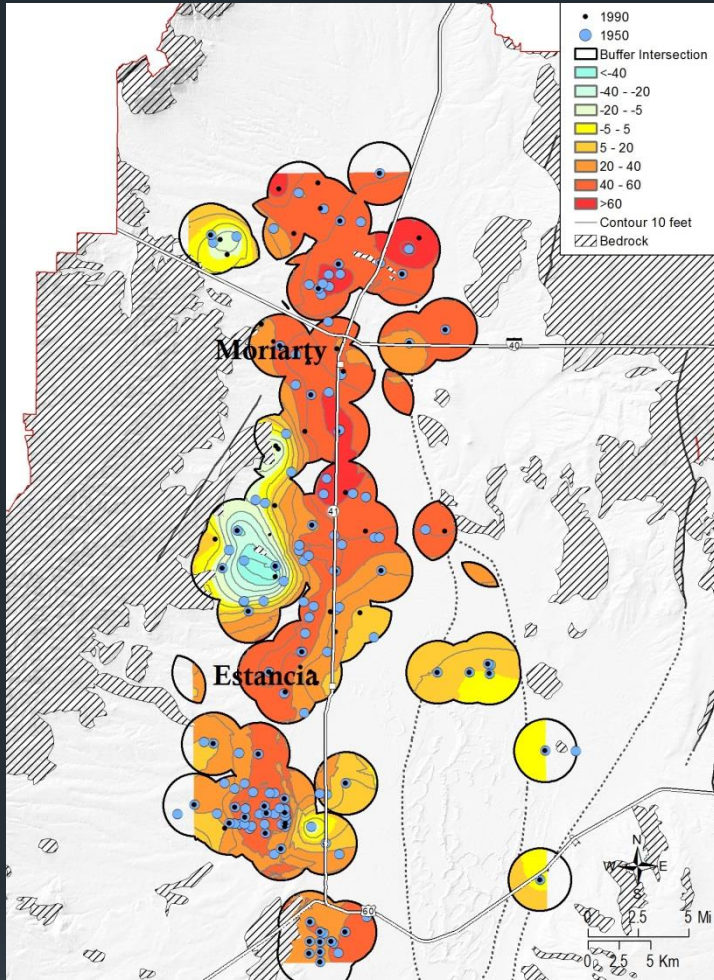 1990
1950
Buffer Intersection
<-40
-40 - -20
-20 - -5
-5 - 5
5 - 20
20 - 40
40 - 60
>60
Contour 10 feet
Bedrock
Moriarty
40
41
Estancia
60
N
W E
S
0 2.5 5 Mi
0 2.5 5 Km